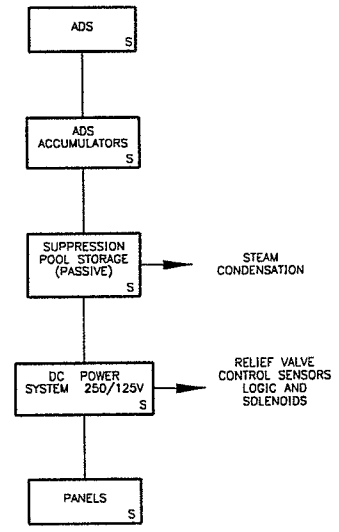 ADS
S
ADS
ACCUMULATORS
S
SUPPRESSION
POOL STORAGE
(PASSIVE)
S
STEAM
CONDENSATION
DC POWER
SYSTEM 250/125V
S
RELIEF VALVE
CONTROL SENSORS
LOGIC AND
SOLENOIDS
PANELS
S